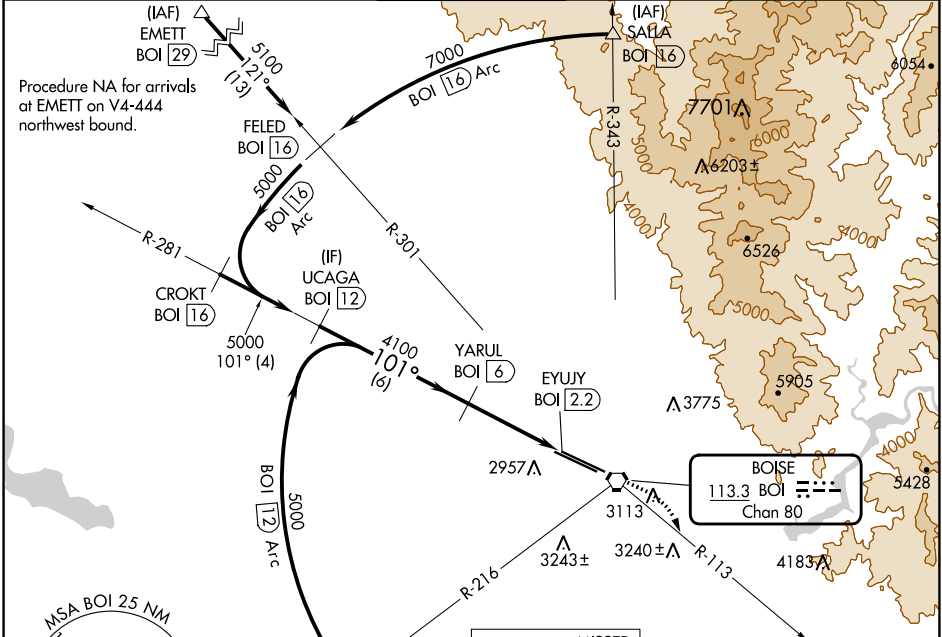 (IAF)
EMETT
BOI 29
5100
121°
(13)
Procedure NA for arrivals
at EMETT on V4-444
northwest bound.
7000
BOI 16 Arc
(IAF)
SALLA
BOI 16
R-343
6054
7701
6000
5000
6203±
4000
6526
5000
FELED
BOI 16
5000
BOI 16
Arc
R-301
R-281
CROKT
BOI 16
(IF)
UCAGA
BOI 12
5000
101° (4)
4100
101°
(6)
YARUL
BOI 6
EYUJY
BOI 2.2
3775
5905
4000
5428
2957
BOISE
113.3 BOI
Chan 80
3113
3243±
3240±
R-113
4183
R-216
BOI 12 Arc
5000
MSA BOI 25 NM